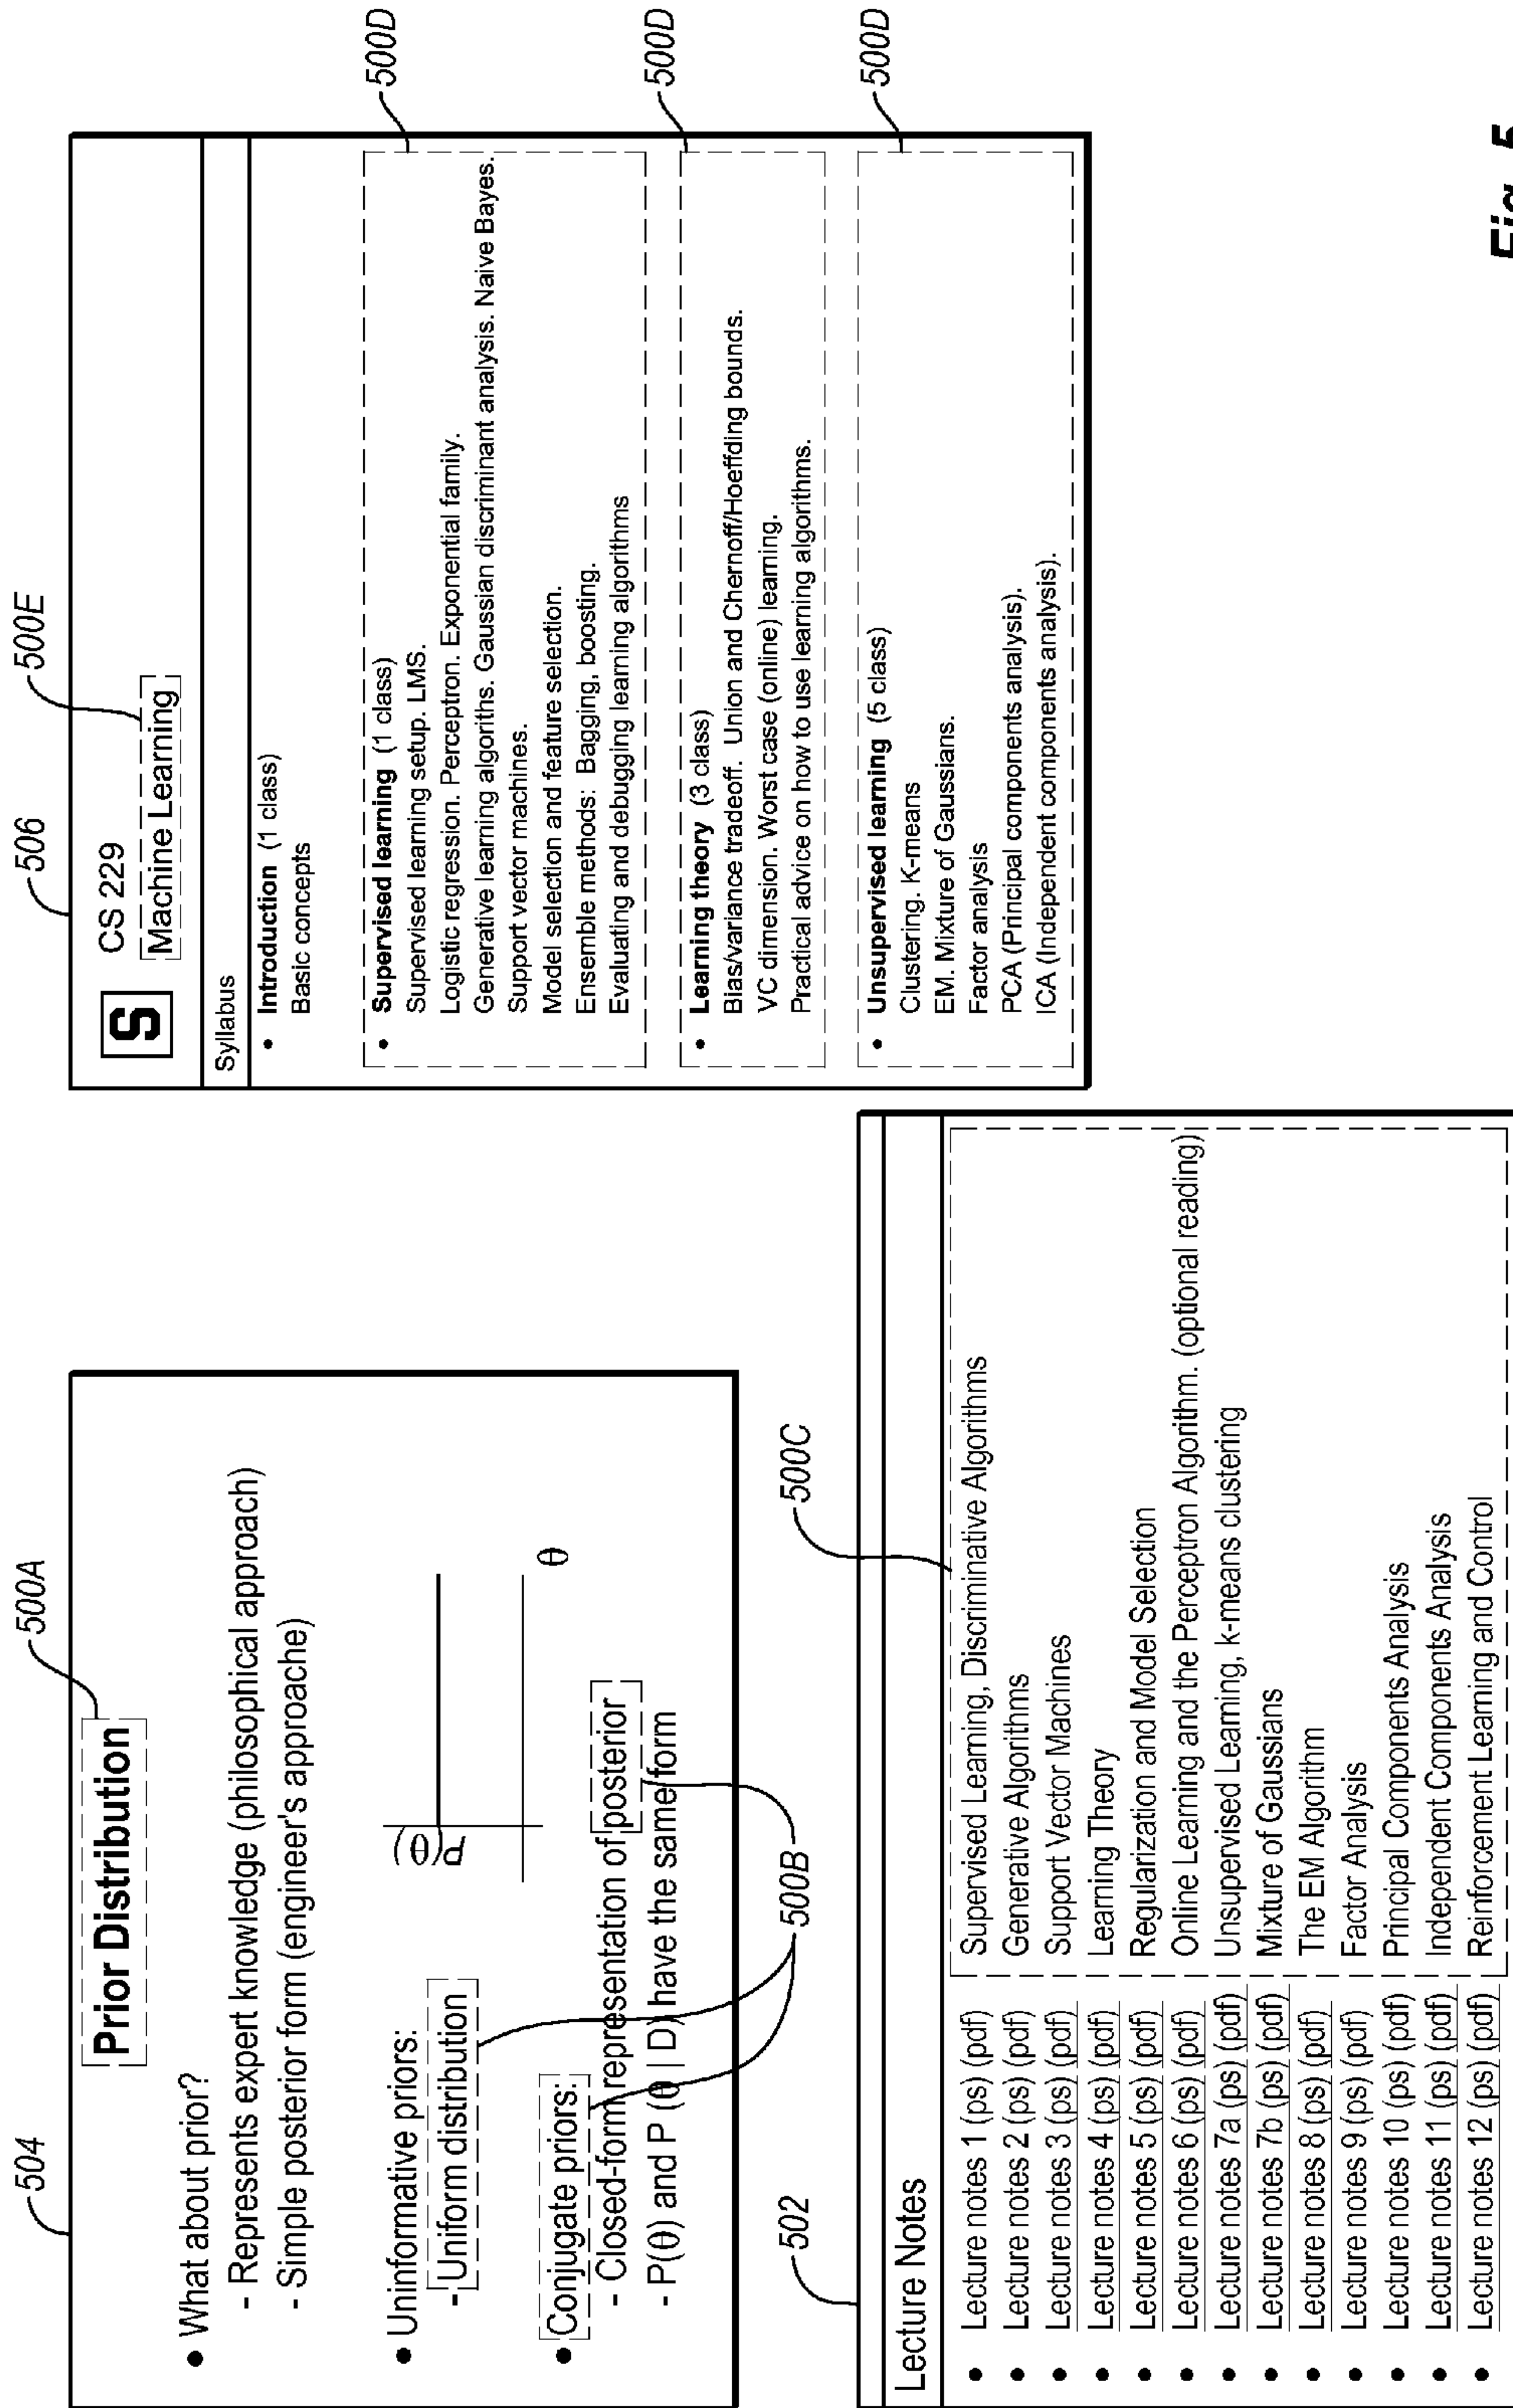 504
500A
Prior Distribution
• What about prior?
- Represents expert knowledge (philosophical approach)
- Simple posterior form (engineer's approache)
• Uninformative priors:
- Uniform distribution
P(θ)
θ
• Conjugate priors:
- Closed-form representation of posterior
- P(θ) and P (θ | D) have the same form
500B
502
500C
Lecture Notes
• Lecture notes 1 (ps) (pdf) Supervised Learning, Discriminative Algorithms
• Lecture notes 2 (ps) (pdf) Generative Algorithms
• Lecture notes 3 (ps) (pdf) Support Vector Machines
• Lecture notes 4 (ps) (pdf) Learning Theory
• Lecture notes 5 (ps) (pdf) Regularization and Model Selection
• Lecture notes 6 (ps) (pdf) Online Learning and the Perceptron Algorithm. (optional reading)
• Lecture notes 7a (ps) (pdf) Unsupervised Learning, k-means clustering
• Lecture notes 7b (ps) (pdf) Mixture of Gaussians
• Lecture notes 8 (ps) (pdf) The EM Algorithm
• Lecture notes 9 (ps) (pdf) Factor Analysis
• Lecture notes 10 (ps) (pdf) Principal Components Analysis
• Lecture notes 11 (ps) (pdf) Independent Components Analysis
• Lecture notes 12 (ps) (pdf) Reinforcement Learning and Control
506
500E
S
CS 229
Machine Learning
Syllabus
• Introduction (1 class)
Basic concepts
500D
• Supervised learning (1 class)
Supervised learning setup. LMS.
Logistic regression. Perceptron. Exponential family.
Generative learning algoriths. Gaussian discriminant analysis. Naive Bayes.
Support vector machines.
Model selection and feature selection.
Ensemble methods: Bagging, boosting.
Evaluating and debugging learning algorithms
500D
• Learning theory (3 class)
Bias/variance tradeoff. Union and Chernoff/Hoeffding bounds.
VC dimension. Worst case (online) learning.
Practical advice on how to use learning algorithms.
500D
• Unsupervised learning (5 class)
Clustering. K-means
EM. Mixture of Gaussians.
Factor analysis
PCA (Principal components analysis).
ICA (Independent components analysis).
Fig. 5